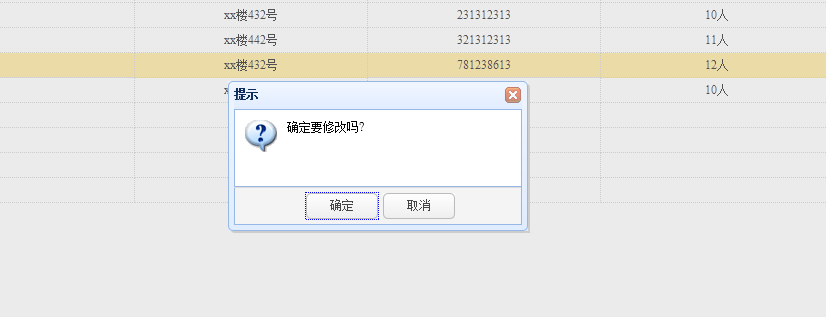 xx楼432号 231312313 10人
xx楼442号 321312313 11人
xx楼432号 781238613 12人
10人
提示
确定要修改吗?
确定 取消